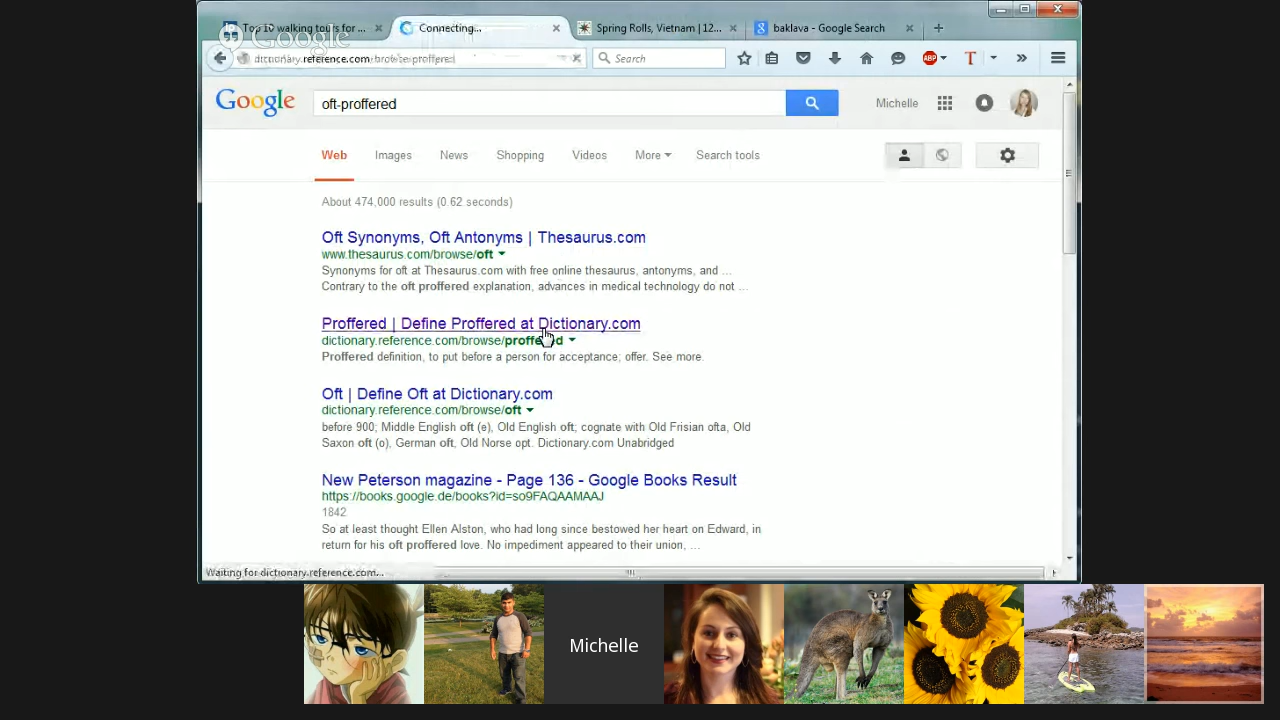 Top 10 walking tours for ...
Connecting...
Spring Rolls, Vietnam | 12...
baklava - Google Search
Google
dictionary.reference.com/browse/proffered
Search
ABP
T
Google
oft-proffered
Michelle
Web
Images
News
Shopping
Videos
More
Search tools
About 474,000 results (0.62 seconds)
Oft Synonyms, Oft Antonyms | Thesaurus.com
www.thesaurus.com/browse/oft
Synonyms for oft at Thesaurus.com with free online thesaurus, antonyms, and ...
Contrary to the oft proffered explanation, advances in medical technology do not ...
Proffered | Define Proffered at Dictionary.com
dictionary.reference.com/browse/proffered
Proffered definition, to put before a person for acceptance; offer. See more.
Oft | Define Oft at Dictionary.com
dictionary.reference.com/browse/oft
before 900; Middle English oft (e), Old English oft; cognate with Old Frisian ofta, Old
Saxon oft (o), German oft, Old Norse opt. Dictionary.com Unabridged
New Peterson magazine - Page 136 - Google Books Result
https://books.google.de/books?id=so9FAQAAMAAJ
1842
So at least thought Ellen Alston, who had long since bestowed her heart on Edward, in
return for his oft proffered love. No impediment appeared to their union, ...
Waiting for dictionary.reference.com...
Michelle